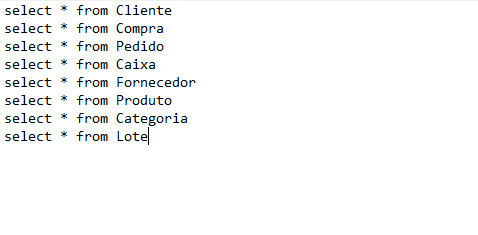 select * from Cliente
select * from Compra
select * from Pedido
select * from Caixa
select * from Fornecedor
select * from Produto
select * from Categoria
select * from Lote